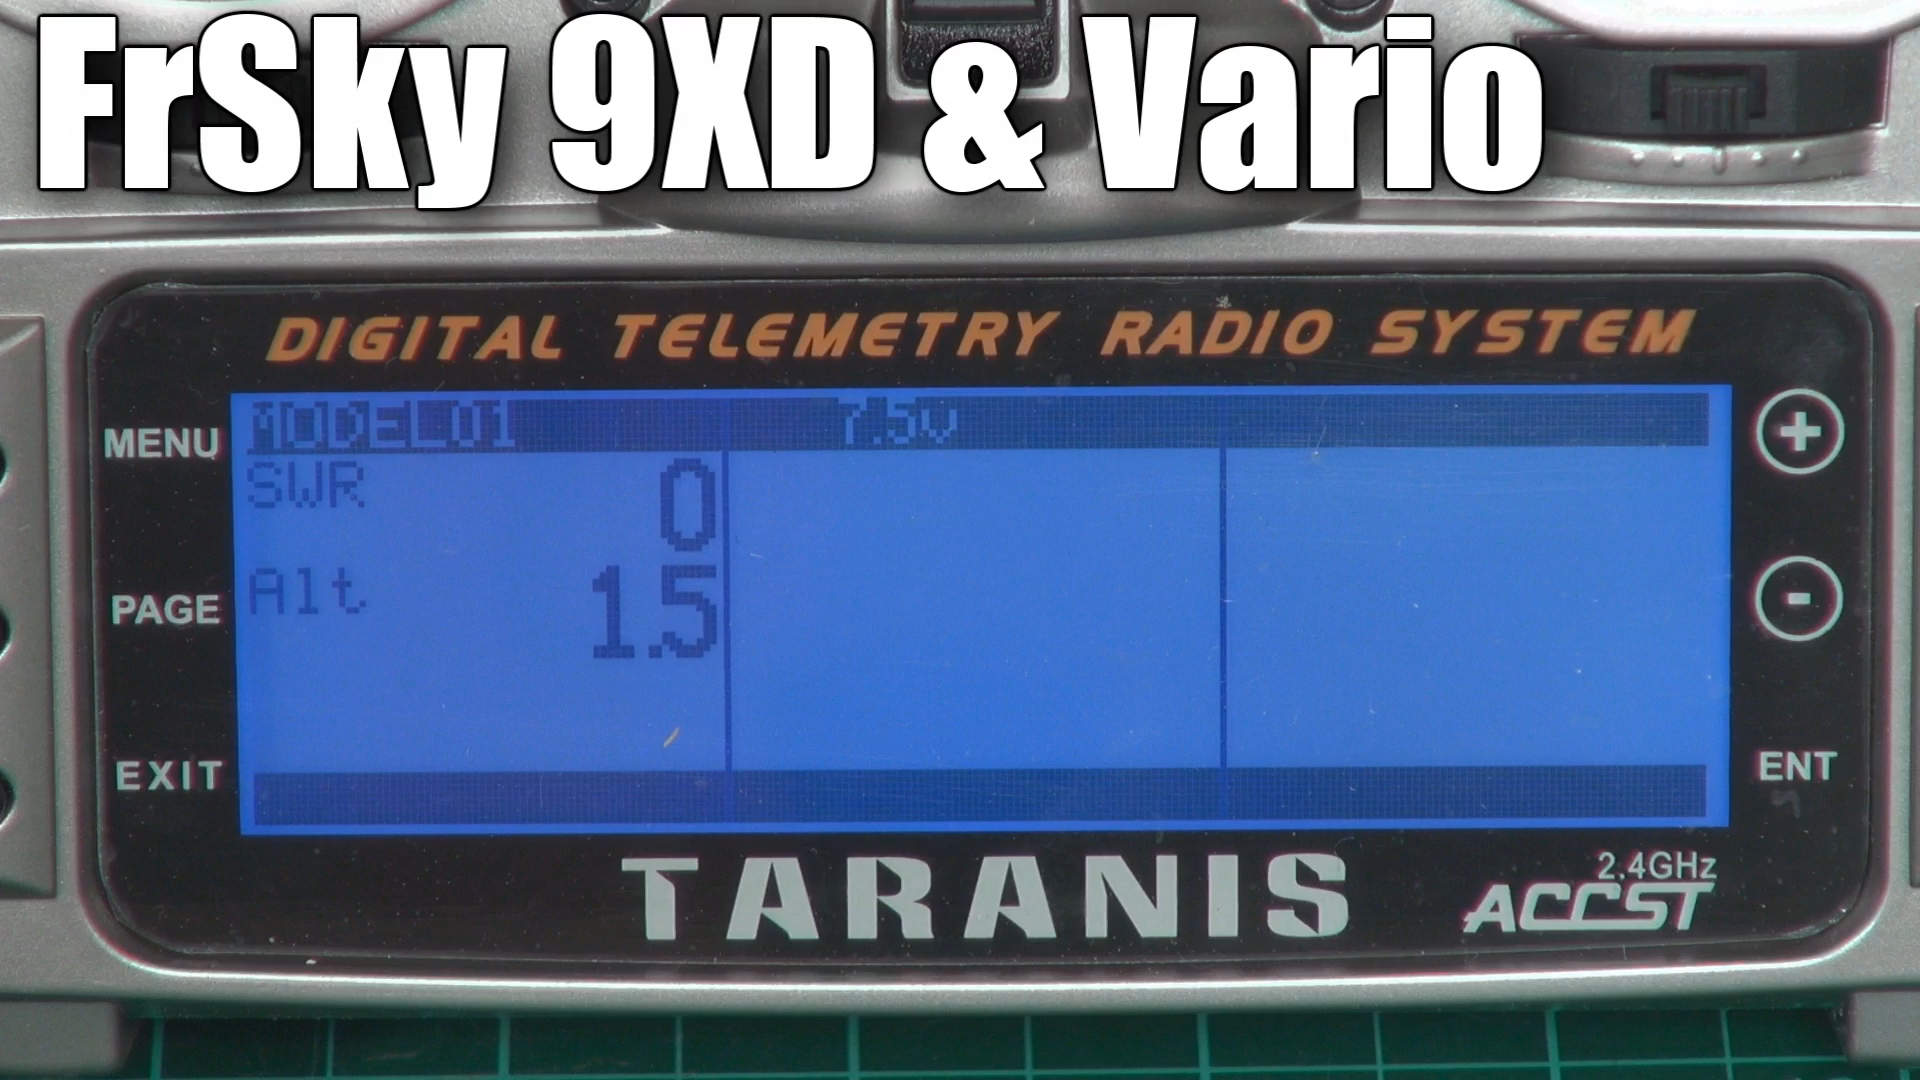 FrSky 9XD & Vario
DIGITAL TELEMETRY RADIO SYSTEM
MENU
MODEL01 7.5v
SWR 0
Alt 1.5
PAGE
EXIT
+
-
ENT
TARANIS
2.4GHz
ACCST